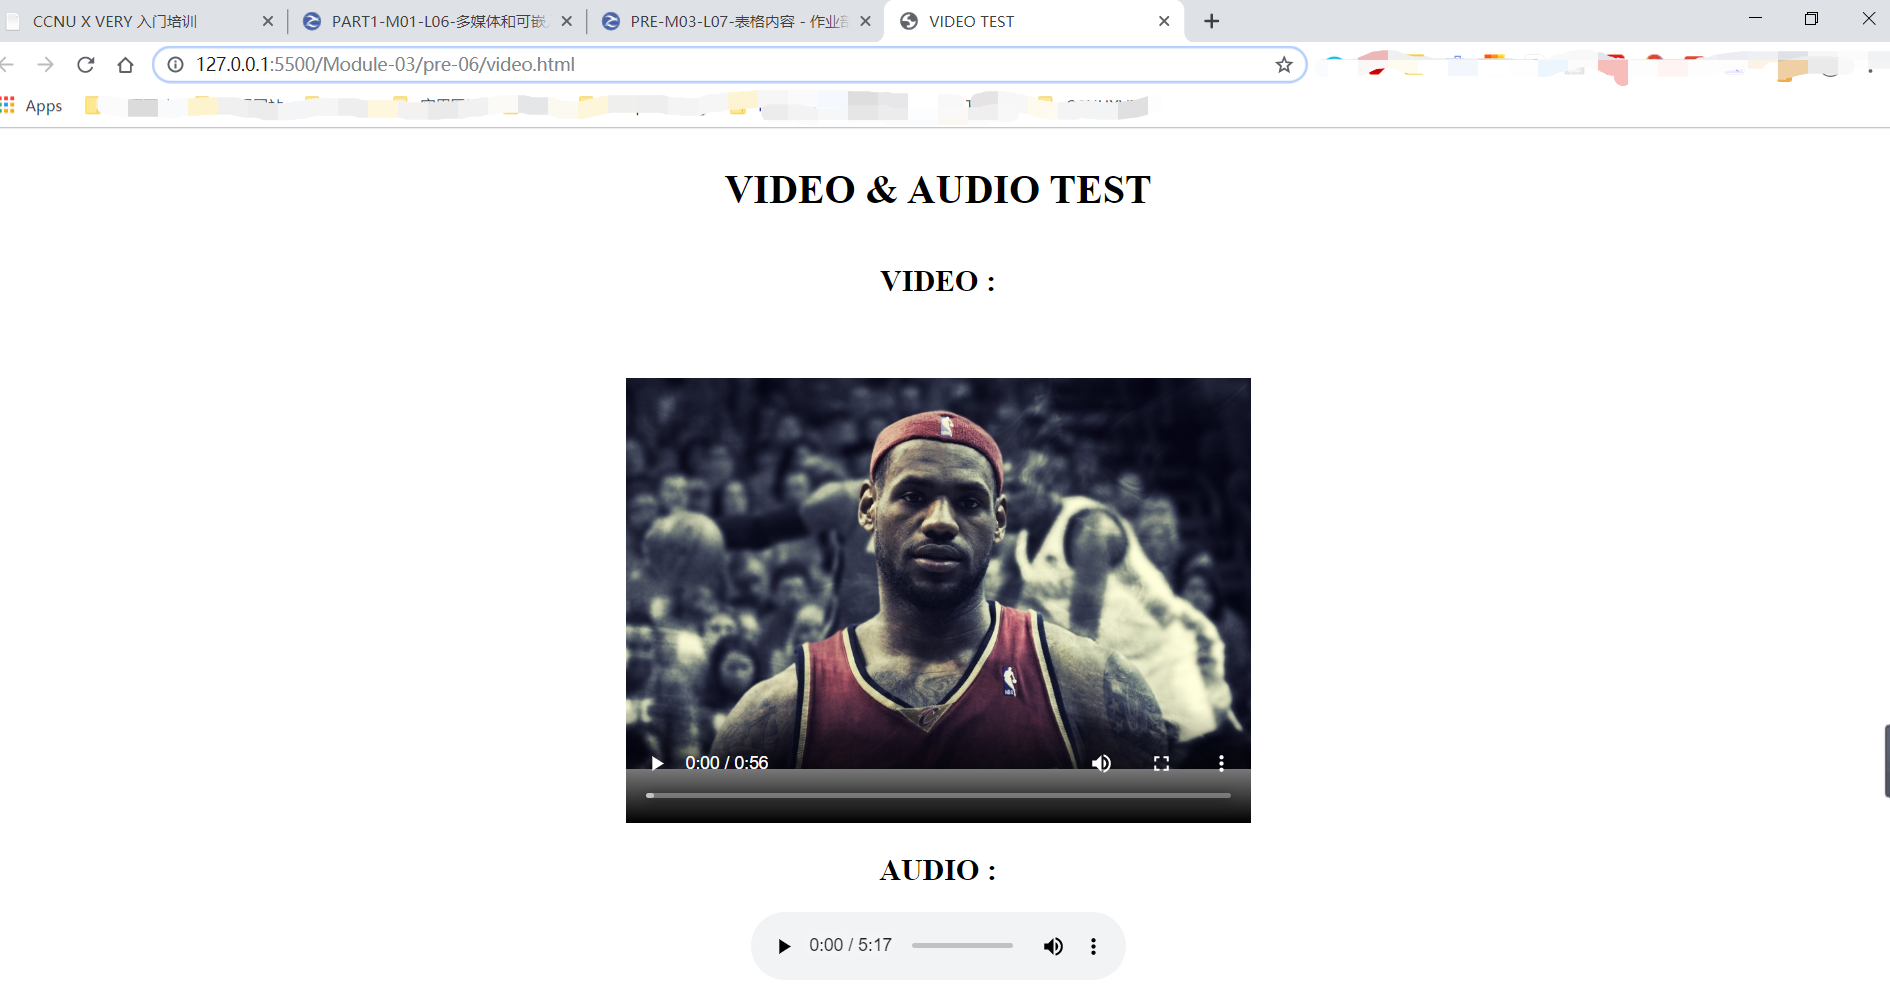 CCNU X VERY 入门培训
PART1-M01-L06-多媒体和可嵌
PRE-M03-L07-表格内容 - 作业部
VIDEO TEST
127.0.0.1:5500/Module-03/pre-06/video.html
Apps
VIDEO & AUDIO TEST
VIDEO :
0:00 / 0:56
AUDIO :
0:00 / 5:17